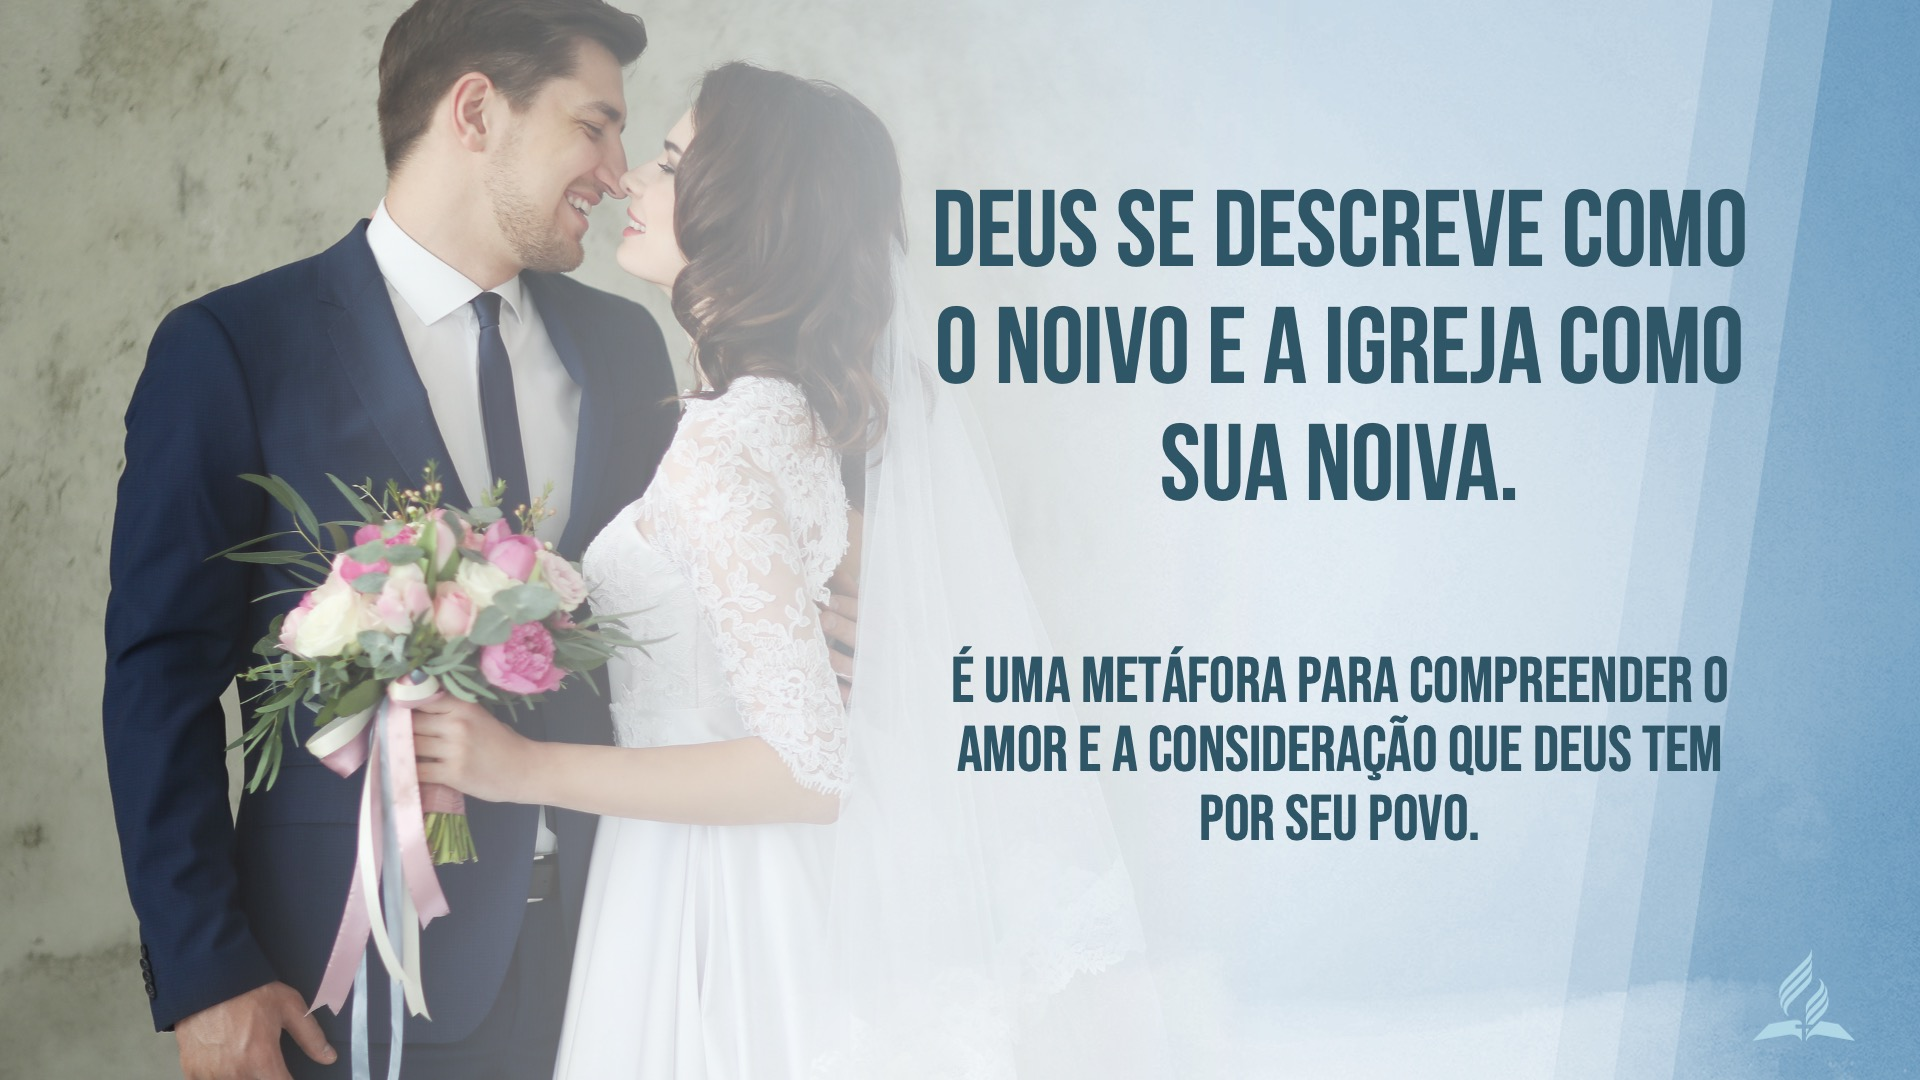 DEUS SE DESCREVE COMO
O NOIVO E A IGREJA COMO
SUA NOIVA.
É UMA METÁFORA PARA COMPREENDER O
AMOR E A CONSIDERAÇÃO QUE DEUS TEM
POR SEU POVO.